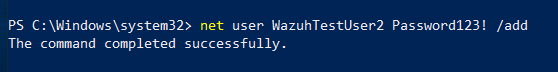 PS C:\Windows\system32> net user WazuhTestUser2 Password123! /add
The command completed successfully.